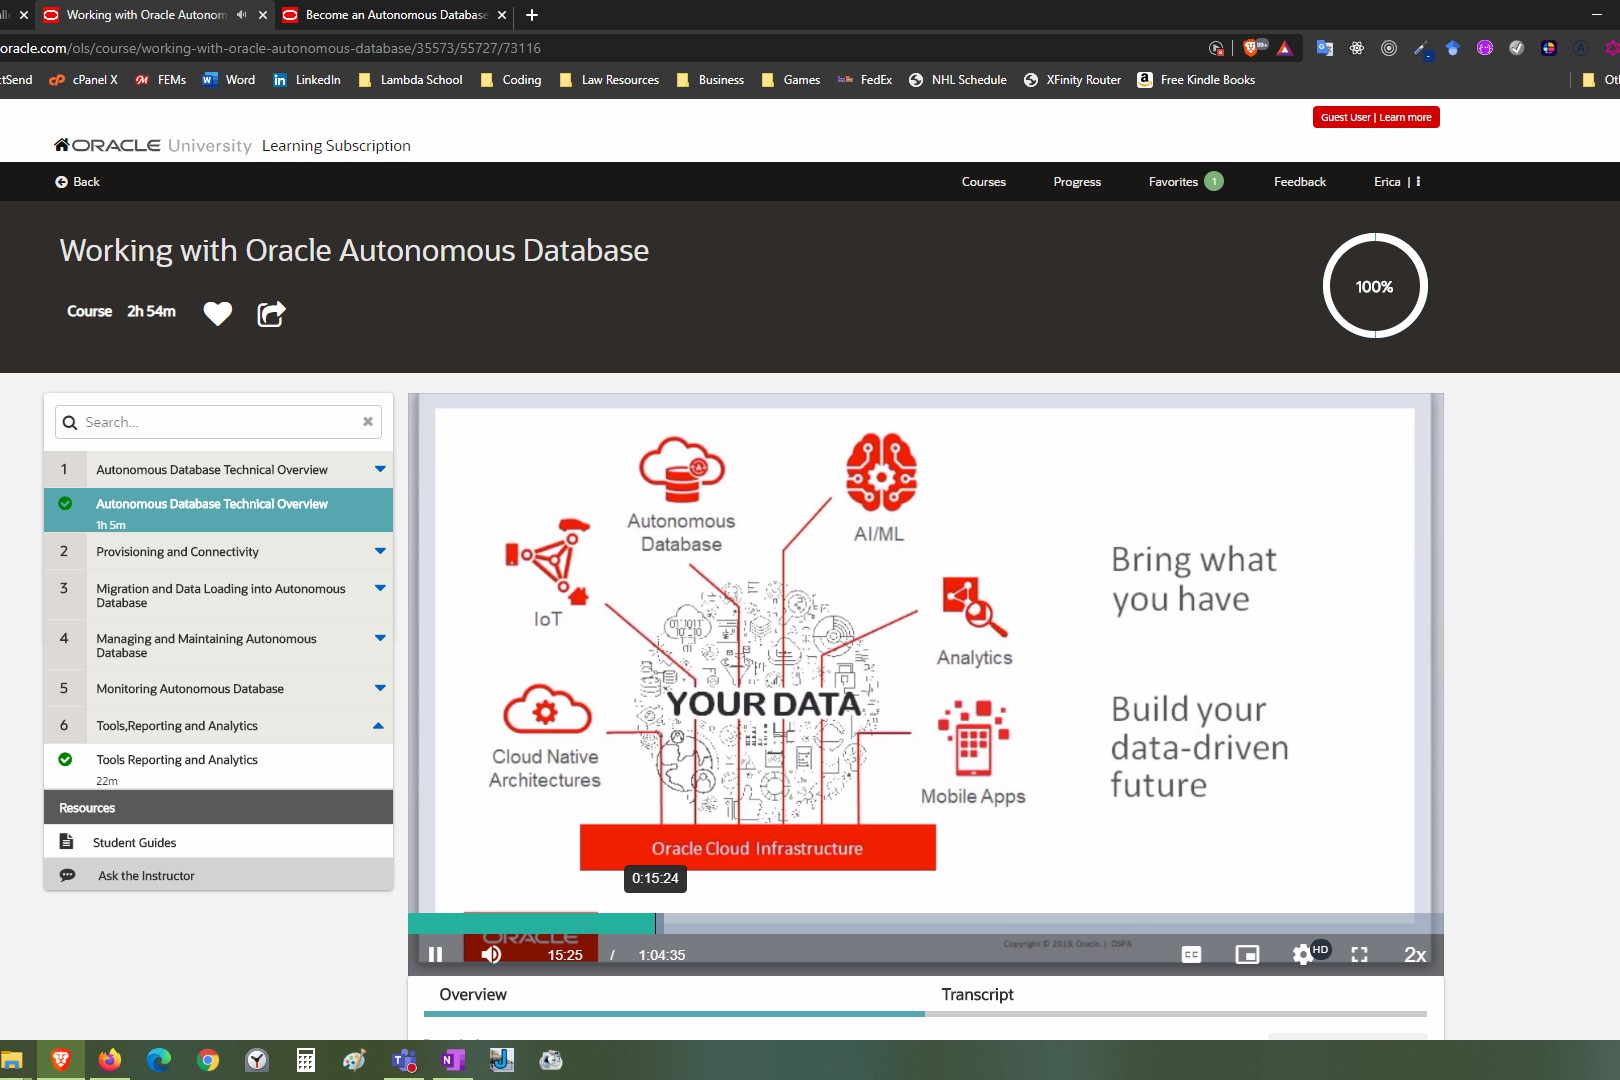 Working with Oracle Autonom
Become an Autonomous Database
oracle.com/ols/course/working-with-oracle-autonomous-database/35573/55727/73116
99+
ctSend
cPanel X
FEMs
Word
LinkedIn
Lambda School
Coding
Law Resources
Business
Games
FedEx
NHL Schedule
XFinity Router
Free Kindle Books
Guest User | Learn more
ORACLE University Learning Subscription
Back
Courses
Progress
Favorites 1
Feedback
Erica |
Working with Oracle Autonomous Database
Course 2h 54m
100%
Search...
1 Autonomous Database Technical Overview
Autonomous Database Technical Overview
1h 5m
2 Provisioning and Connectivity
3 Migration and Data Loading into Autonomous
Database
4 Managing and Maintaining Autonomous
Database
5 Monitoring Autonomous Database
6 Tools,Reporting and Analytics
Tools Reporting and Analytics
22m
Resources
Student Guides
Ask the Instructor
Autonomous
Database
AI/ML
IoT
Analytics
YOUR DATA
Cloud Native
Architectures
Mobile Apps
Oracle Cloud Infrastructure
Bring what
you have
Build your
data-driven
future
0:15:24
ORACLE
Copyright © 2019, Oracle. | OSPA
15:25 / 1:04:35
CC
HD
2x
Overview
Transcript